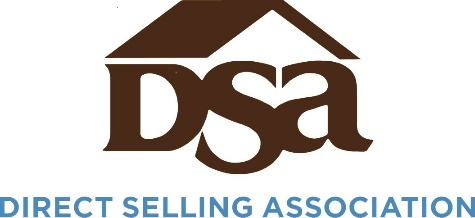 DSa
DIRECT SELLING ASSOCIATION